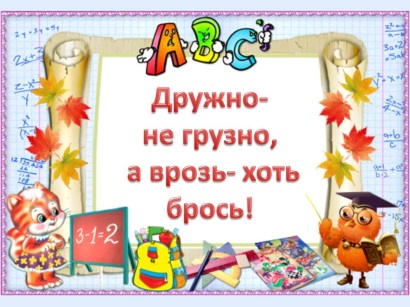 ABC
Дружно-
не грузно,
а врозь- хоть
брось!
3-1=2